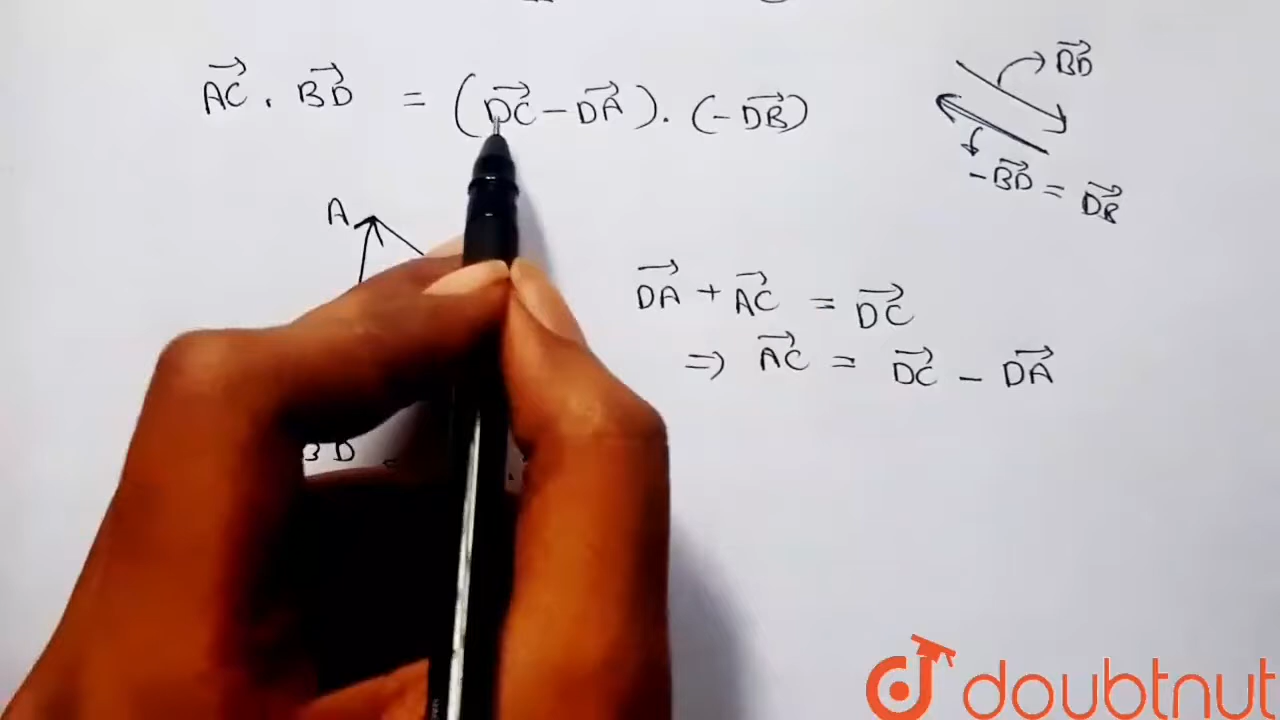 AC⃗ . BD⃗ = (DC⃗ - DA⃗). (-DB⃗)
BD⃗
-BD⃗ = DB⃗
A
DA⃗ + AC⃗ = DC⃗
⇒ AC⃗ = DC⃗ - DA⃗
D
doubtnut